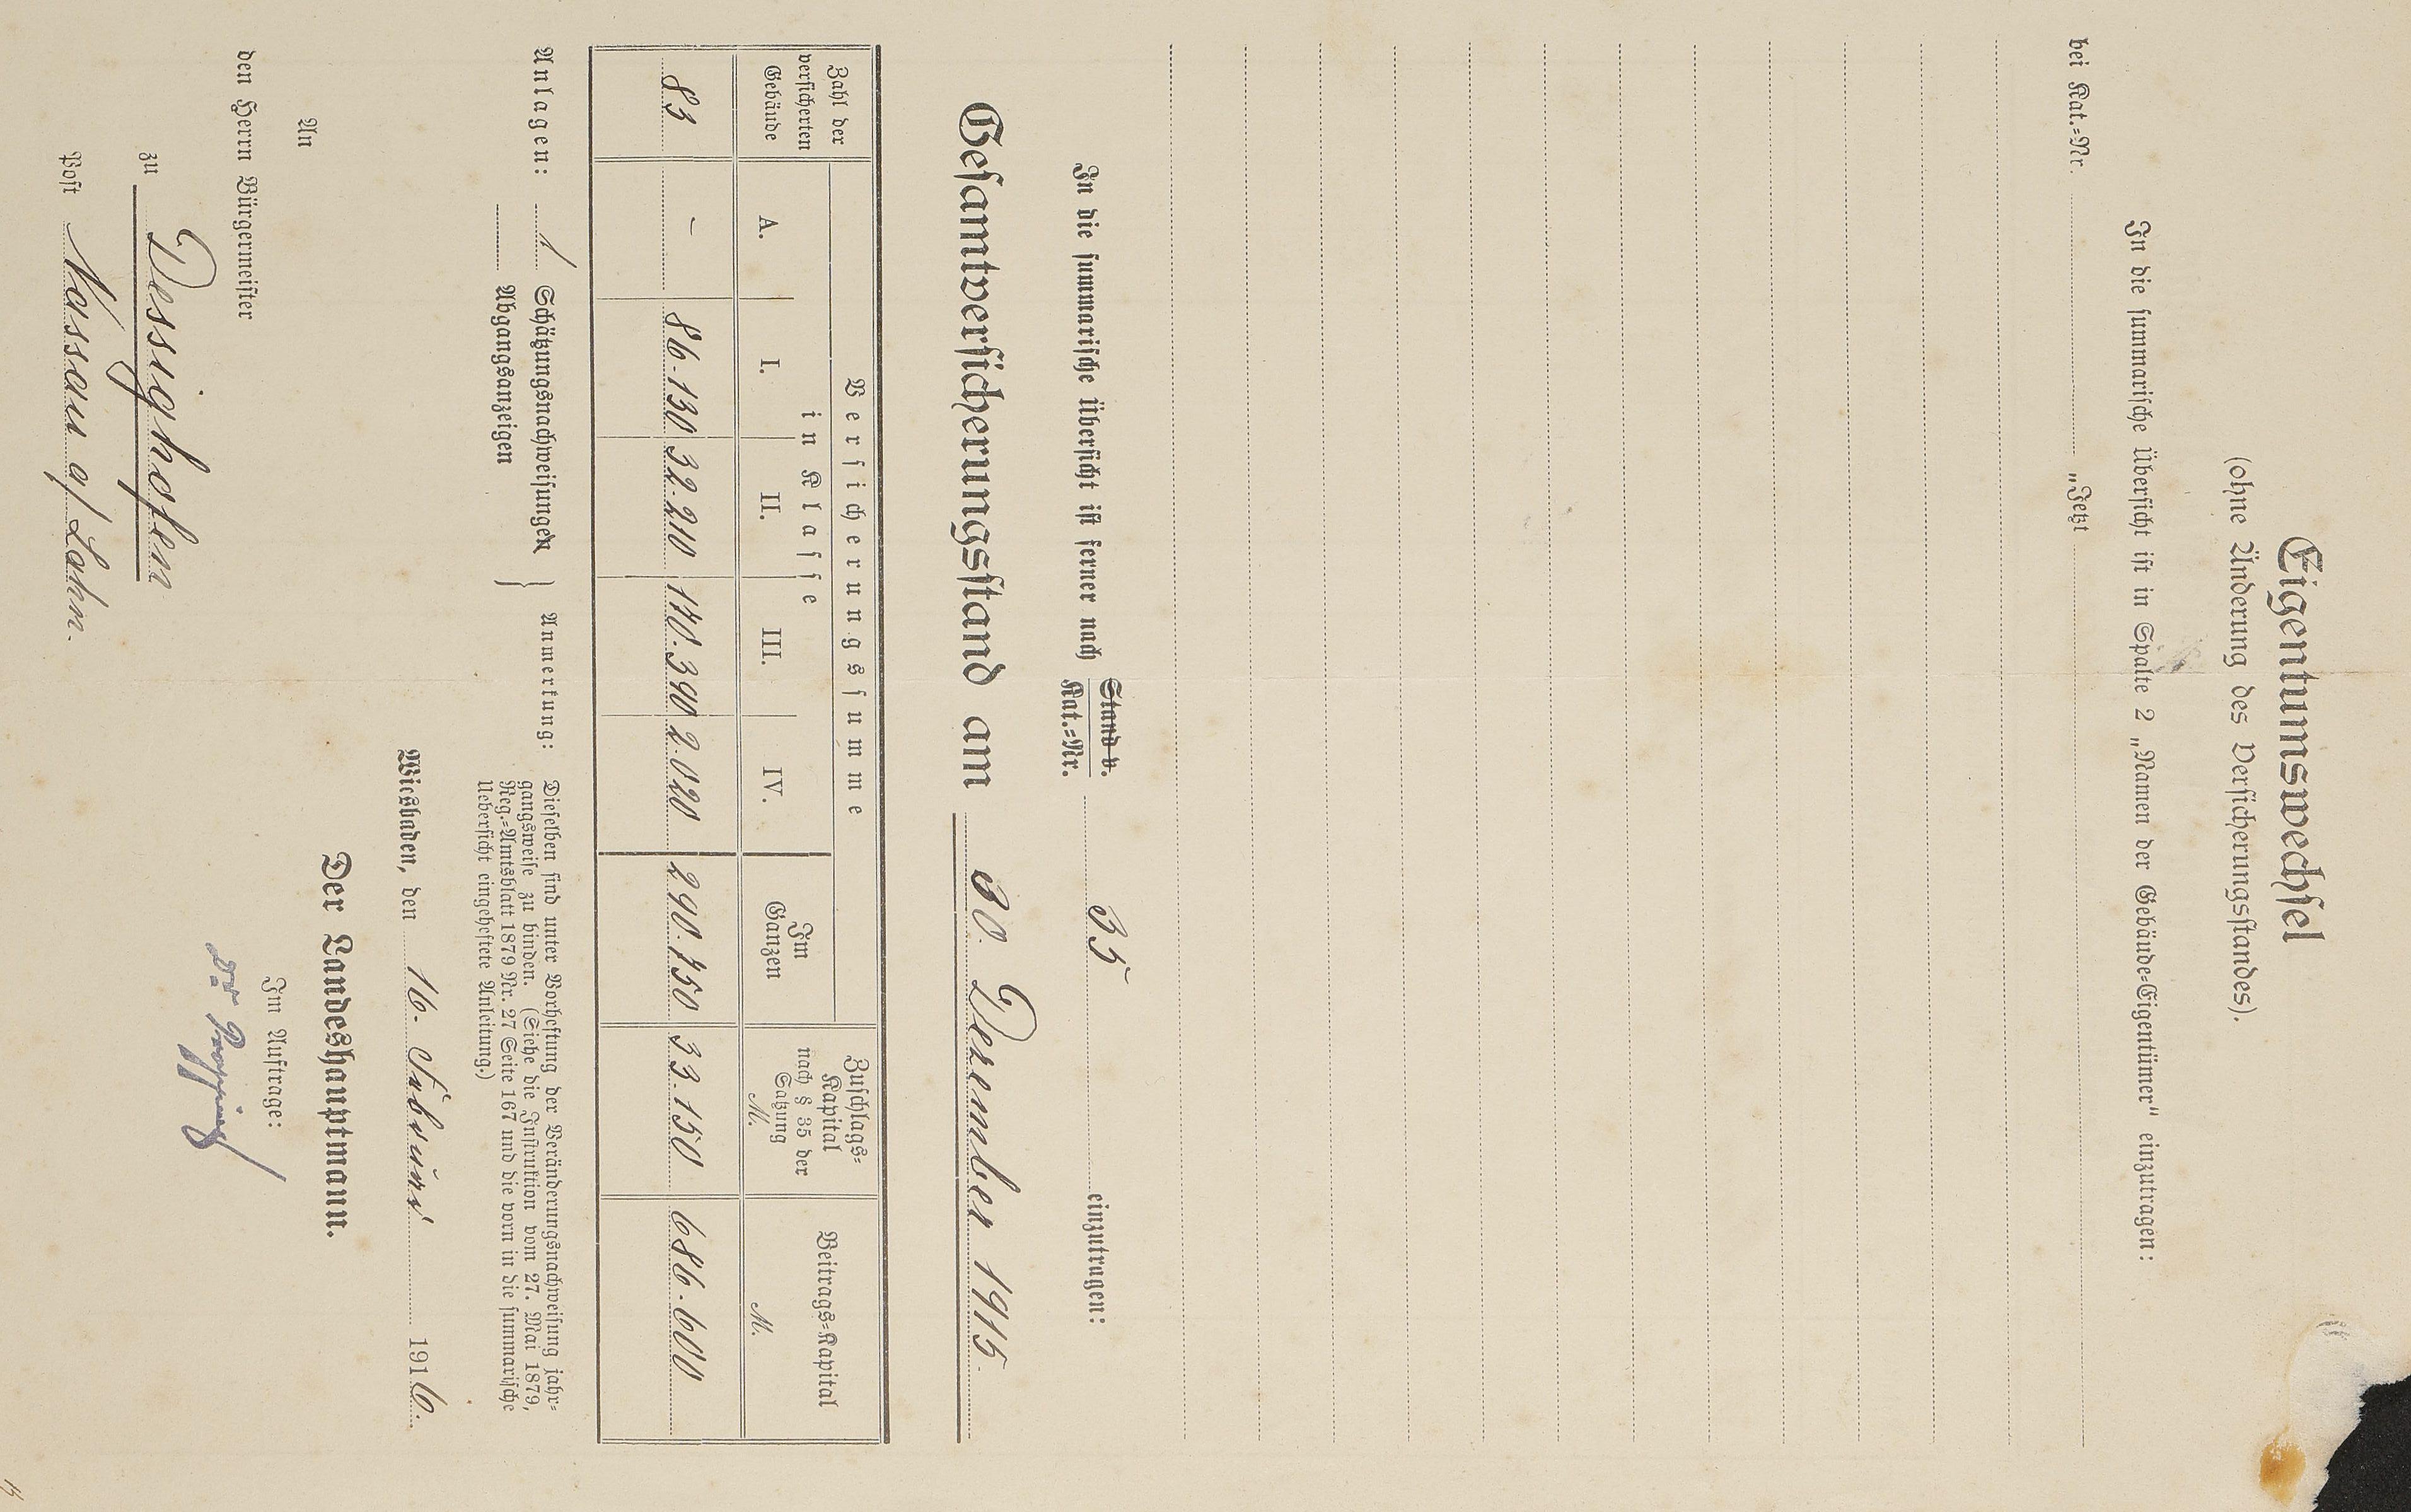 Eigentumswechsel
(ohne Änderung des Versicherungsstandes).
In die summarische Übersicht ist in Spalte 2 „Namen der Gebäude=Eigentümer" einzutragen:
bei Kat.=Nr. „Jetzt
In die summarische Übersicht ist ferner nach Stand v. Kat.=Nr. 35 einzutragen:
Gesamtversicherungsstand am 30. Dezember 1915.
Zahl der versicherten Gebäude
Versicherungssumme
in Klasse
A. I. II. III. IV. Im Ganzen
Zuschlags=Kapital nach § 35 der Satzung M.
Beitrags=Kapital M.
83 – 86.130 32.210 170.390 2.020 290.750 33.150 686.600
Anlagen: 1 Schätzungsnachweisungen
Abgangsanzeigen
Anmerkung: Dieselben sind unter Vorheftung der Veränderungsnachweisung jahr=
gangsweise zu binden. (Siehe die Instruktion vom 27. Mai 1879,
Reg.=Amtsblatt 1879 Nr. 27 Seite 167 und die vorn in die summarische
Uebersicht eingeheftete Anleitung.)
Wiesbaden, den 16. Februar 1916.
Der Landeshauptmann.
Im Auftrage:
An
den Herrn Bürgermeister
zu Dessighofen
Post Nassau a/Lahn.